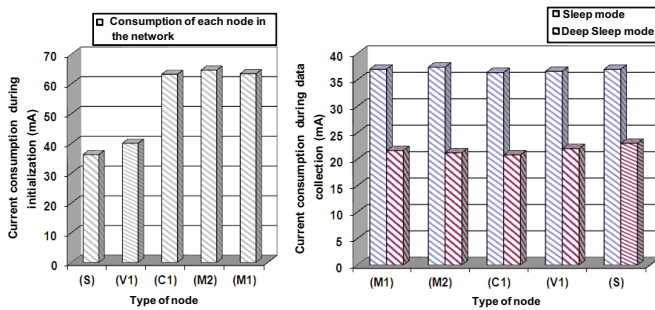 Consumption of each node in
the network
Current consumption during
initialization (mA)
70
60
50
40
30
20
10
0
(S) (V1) (C1) (M2) (M1)
Type of node
Sleep mode
Deep Sleep mode
Current consumption during data
collection (mA)
40
35
30
25
20
15
10
5
0
(M1) (M2) (C1) (V1) (S)
Type of node